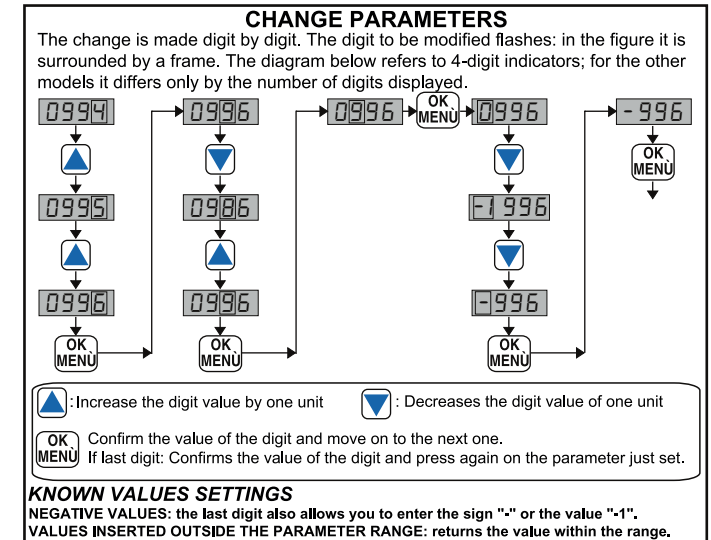 CHANGE PARAMETERS
The change is made digit by digit. The digit to be modified flashes: in the figure it is
surrounded by a frame. The diagram below refers to 4-digit indicators; for the other
models it differs only by the number of digits displayed.
0994
0996
0996
OK MENÙ
0996
-996
OK MENÙ
0995
0986
-1996
0996
0996
-996
OK MENÙ
OK MENÙ
OK MENÙ
:Increase the digit value by one unit
: Decreases the digit value of one unit
OK MENÙ
Confirm the value of the digit and move on to the next one.
If last digit: Confirms the value of the digit and press again on the parameter just set.
KNOWN VALUES SETTINGS
NEGATIVE VALUES: the last digit also allows you to enter the sign "-" or the value "-1".
VALUES INSERTED OUTSIDE THE PARAMETER RANGE: returns the value within the range.